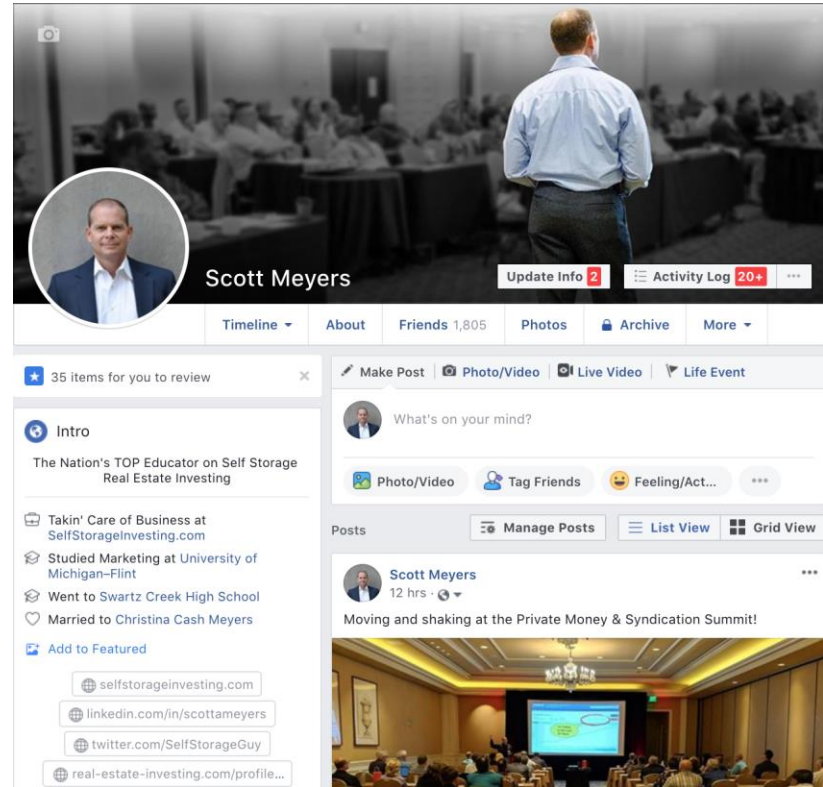 Scott Meyers
Update Info 2
Activity Log 20+
Timeline
About
Friends 1,805
Photos
Archive
More
35 items for you to review
Intro
The Nation's TOP Educator on Self Storage
Real Estate Investing
Takin' Care of Business at
SelfStorageInvesting.com
Studied Marketing at University of
Michigan–Flint
Went to Swartz Creek High School
Married to Christina Cash Meyers
Add to Featured
selfstorageinvesting.com
linkedin.com/in/scottameyers
twitter.com/SelfStorageGuy
real-estate-investing.com/profile...
Make Post
Photo/Video
Live Video
Life Event
What's on your mind?
Photo/Video
Tag Friends
Feeling/Act...
Posts
Manage Posts
List View
Grid View
Scott Meyers
12 hrs ·
Moving and shaking at the Private Money & Syndication Summit!